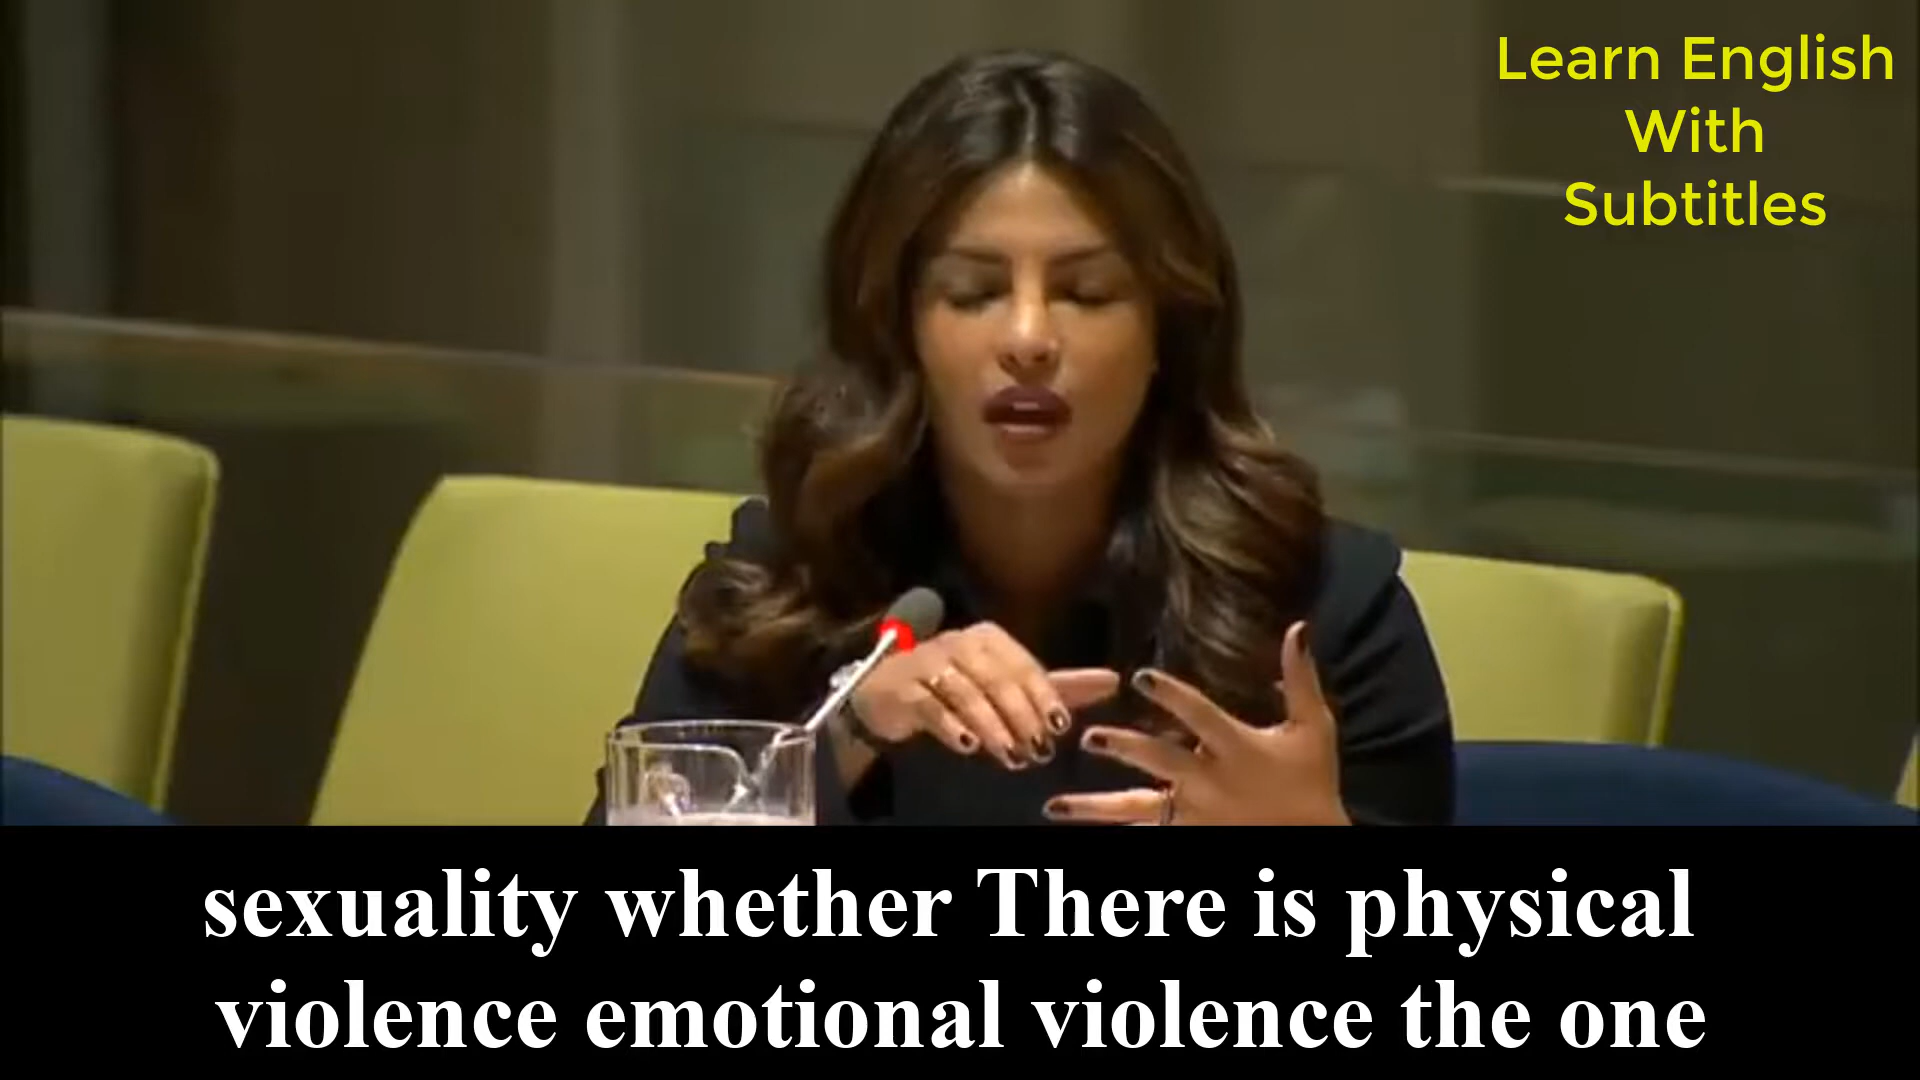 Learn English
With
Subtitles
sexuality whether There is physical
violence emotional violence the one